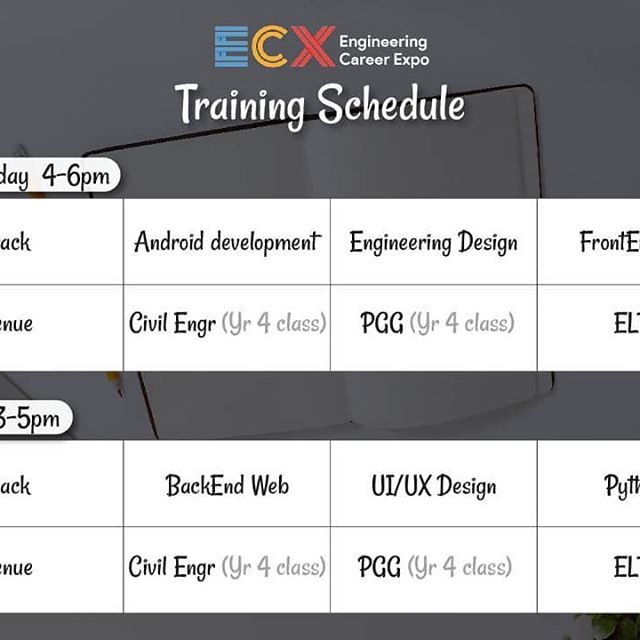 ECX Engineering
Career Expo
Training Schedule
day 4-6pm
ack Android development Engineering Design FrontE
nue Civil Engr (Yr 4 class) PGG (Yr 4 class) EL
3-5pm
ack BackEnd Web UI/UX Design Pyth
nue Civil Engr (Yr 4 class) PGG (Yr 4 class) EL